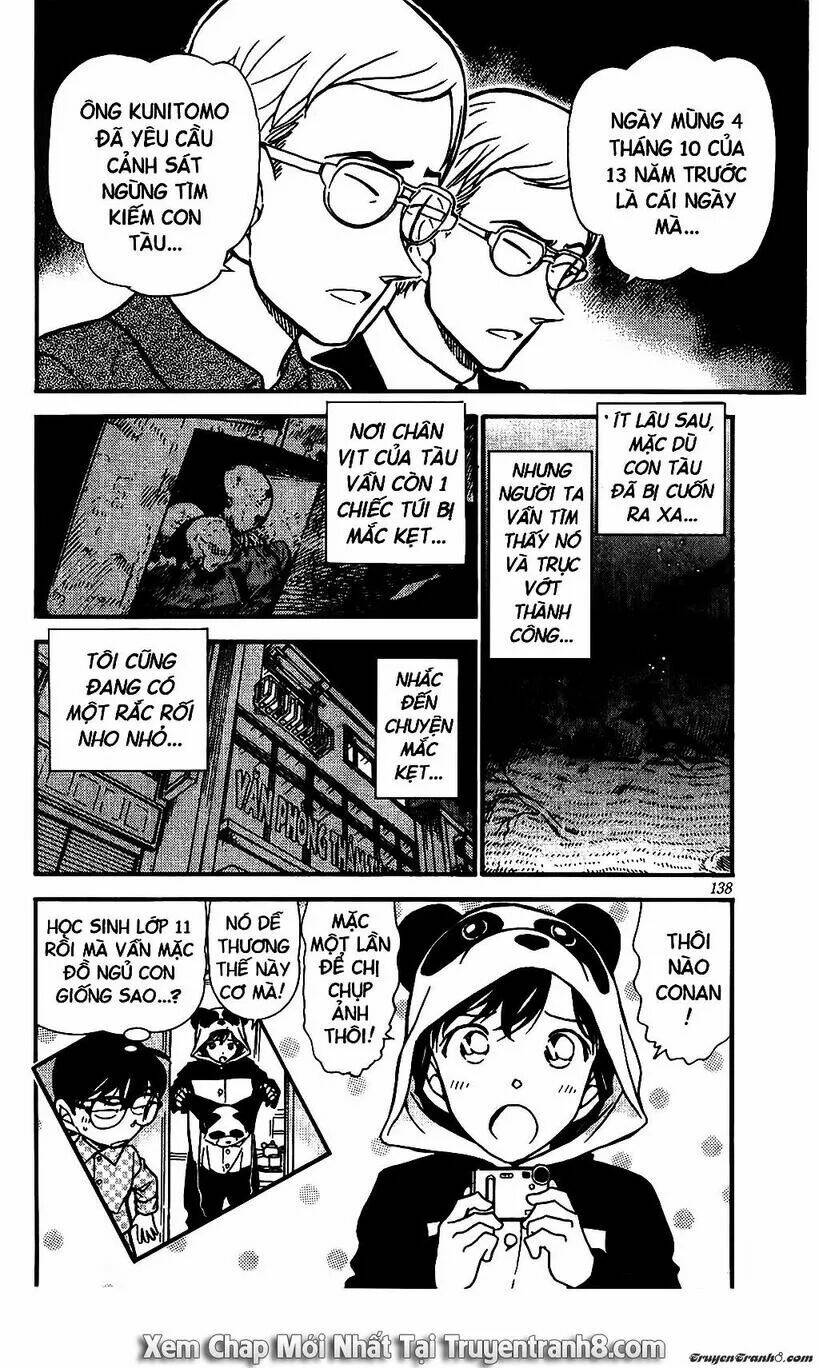 NGÀY MÙNG 4
THÁNG 10 CỦA
13 NĂM TRƯỚC
LÀ CÁI NGÀY
MÀ...
ÔNG KUNITOMO
ĐÃ YÊU CẦU
CẢNH SÁT
NGỪNG TÌM
KIẾM CON
TÀU...
ÍT LÂU SAU,
MẶC DÙ
CON TÀU
ĐÃ BỊ CUỐN
RA XA...
NHƯNG
NGƯỜI TA
VẪN TÌM
THẤY NÓ
VÀ TRỤC
VỚT
THÀNH
CÔNG...
NƠI CHÂN
VỊT CỦA TÀU
VẪN CÒN 1
CHIẾC TÚI BỊ
MẮC KẸT...
NHẮC
ĐẾN
CHUYỆN
MẮC
KẸT...
TÔI CŨNG
ĐANG CÓ
MỘT RẮC RỐI
NHO NHỎ...
VĂN PHÒNG THÁM
138
THÔI
NÀO
CONAN
!
MẶC
MỘT LẦN
ĐỂ CHỊ
CHỤP
ẢNH
THÔI!
NÓ DỄ
THƯƠNG
THẾ NÀY
CƠ MÀ!
HỌC SINH LỚP 11
RỒI MÀ VẪN MẶC
ĐỒ NGỦ CON
GIỐNG SAO...?
Xem Chap Mới Nhất Tại Truyentranh8.com
TruyenTranh8.com